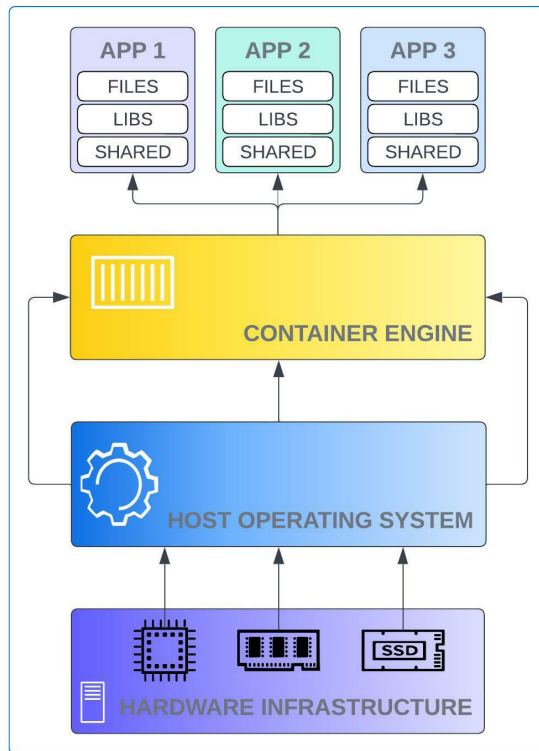 APP 1
APP 2
APP 3
FILES
FILES
FILES
LIBS
LIBS
LIBS
SHARED
SHARED
SHARED
CONTAINER ENGINE
HOST OPERATING SYSTEM
SSD
HARDWARE INFRASTRUCTURE